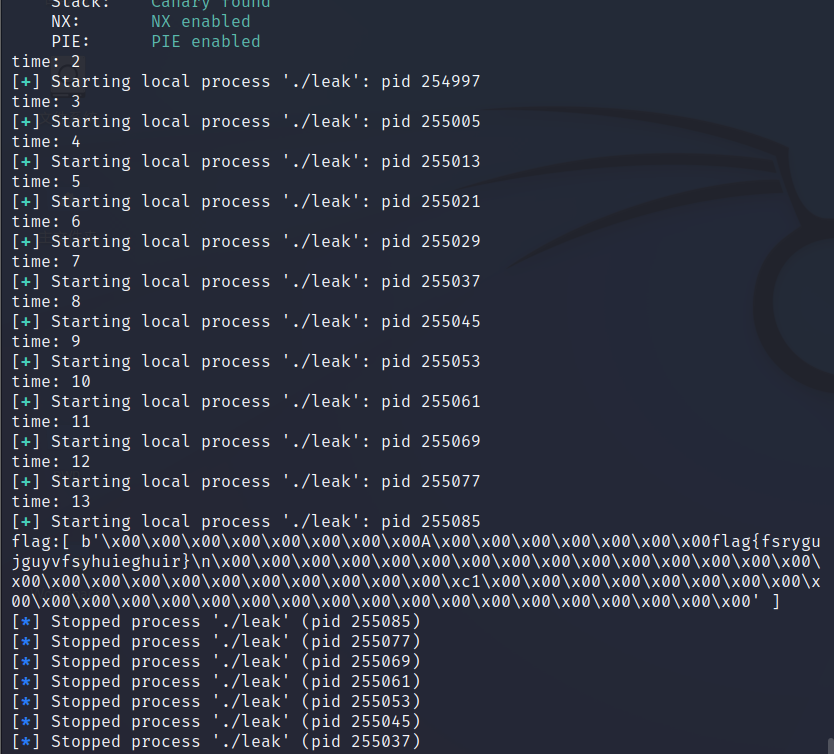 Stack:    Canary found
    NX:       NX enabled
    PIE:      PIE enabled
time: 2
[+] Starting local process './leak': pid 254997
time: 3
[+] Starting local process './leak': pid 255005
time: 4
[+] Starting local process './leak': pid 255013
time: 5
[+] Starting local process './leak': pid 255021
time: 6
[+] Starting local process './leak': pid 255029
time: 7
[+] Starting local process './leak': pid 255037
time: 8
[+] Starting local process './leak': pid 255045
time: 9
[+] Starting local process './leak': pid 255053
time: 10
[+] Starting local process './leak': pid 255061
time: 11
[+] Starting local process './leak': pid 255069
time: 12
[+] Starting local process './leak': pid 255077
time: 13
[+] Starting local process './leak': pid 255085
flag:[ b'\x00\x00\x00\x00\x00\x00\x00\x00A\x00\x00\x00\x00\x00\x00\x00flag{fsrygu
jguyvfsyhuieghuir}\n\x00\x00\x00\x00\x00\x00\x00\x00\x00\x00\x00\x00\x00\x00\x00\
x00\x00\x00\x00\x00\x00\x00\x00\x00\x00\x00\xc1\x00\x00\x00\x00\x00\x00\x00\x00\x
00\x00\x00\x00\x00\x00\x00\x00\x00\x00\x00\x00\x00\x00\x00\x00\x00\x00\x00' ]
[*] Stopped process './leak' (pid 255085)
[*] Stopped process './leak' (pid 255077)
[*] Stopped process './leak' (pid 255069)
[*] Stopped process './leak' (pid 255061)
[*] Stopped process './leak' (pid 255053)
[*] Stopped process './leak' (pid 255045)
[*] Stopped process './leak' (pid 255037)